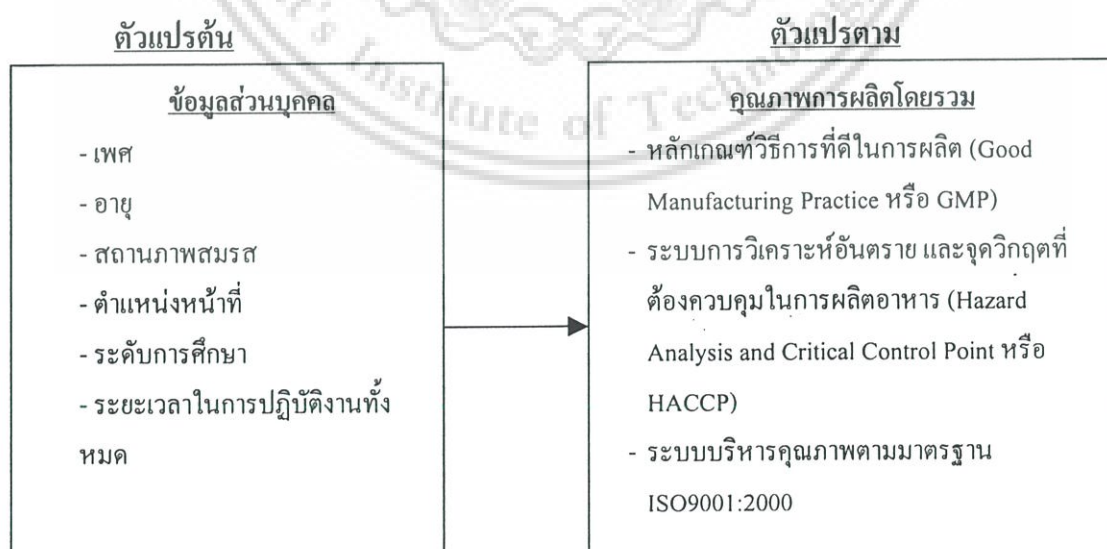 ตัวแปรต้น
ข้อมูลส่วนบุคคล
- เพศ
- อายุ
- สถานภาพสมรส
- ตำแหน่งหน้าที่
- ระดับการศึกษา
- ระยะเวลาในการปฏิบัติงานทั้ง
หมด
ตัวแปรตาม
คุณภาพการผลิตโดยรวม
- หลักเกณฑ์วิธีการที่ดีในการผลิต (Good
Manufacturing Practice หรือ GMP)
- ระบบการวิเคราะห์อันตราย และจุดวิกฤตที่
ต้องควบคุมในการผลิตอาหาร (Hazard
Analysis and Critical Control Point หรือ
HACCP)
- ระบบบริหารคุณภาพตามมาตรฐาน
ISO9001:2000
Institute of